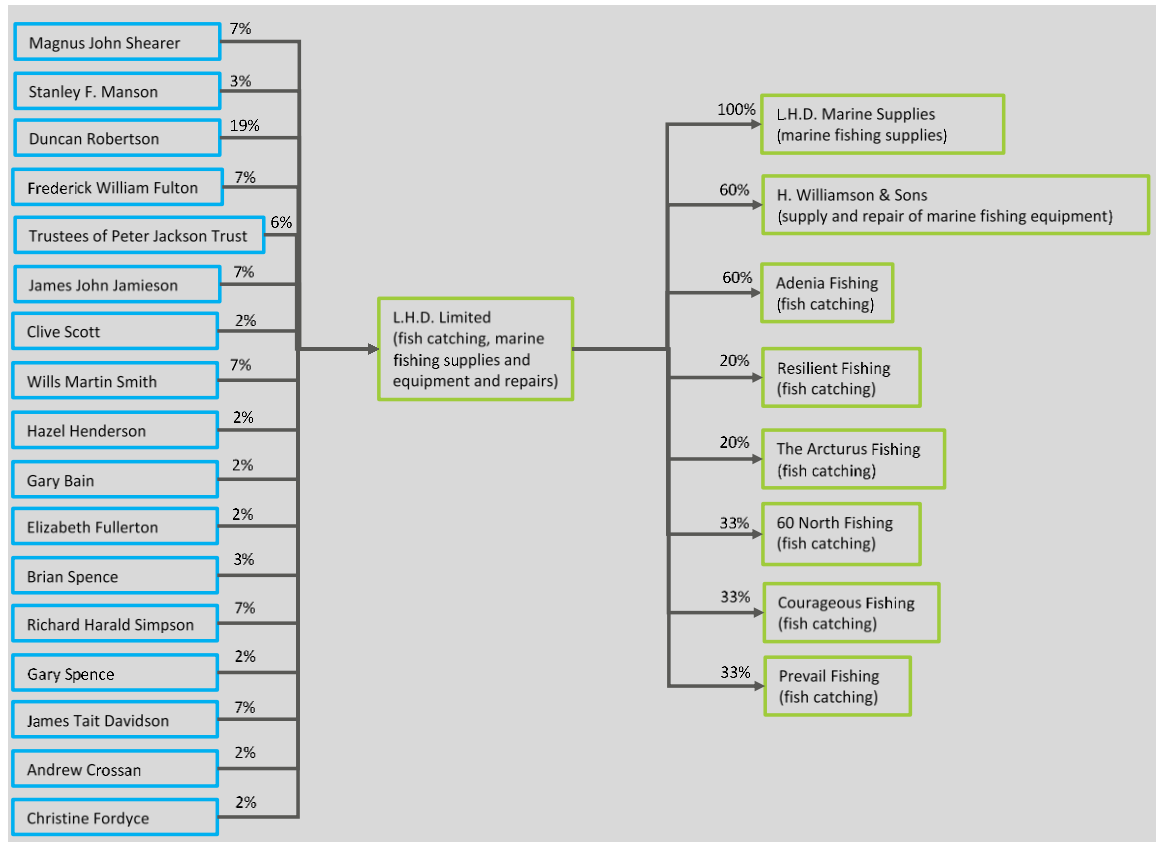 7%
Magnus John Shearer
3%
Stanley F. Manson
19%
Duncan Robertson
7%
Frederick William Fulton
6%
Trustees of Peter Jackson Trust
7%
James John Jamieson
2%
Clive Scott
7%
Wills Martin Smith
2%
Hazel Henderson
2%
Gary Bain
2%
Elizabeth Fullerton
3%
Brian Spence
7%
Richard Harald Simpson
2%
Gary Spence
7%
James Tait Davidson
2%
Andrew Crossan
2%
Christine Fordyce
L.H.D. Limited
(fish catching, marine
fishing supplies and
equipment and repairs)
100%
L.H.D. Marine Supplies
(marine fishing supplies)
60%
H. Williamson & Sons
(supply and repair of marine fishing equipment)
60%
Adenia Fishing
(fish catching)
20%
Resilient Fishing
(fish catching)
20%
The Arcturus Fishing
(fish catching)
33%
60 North Fishing
(fish catching)
33%
Courageous Fishing
(fish catching)
33%
Prevail Fishing
(fish catching)